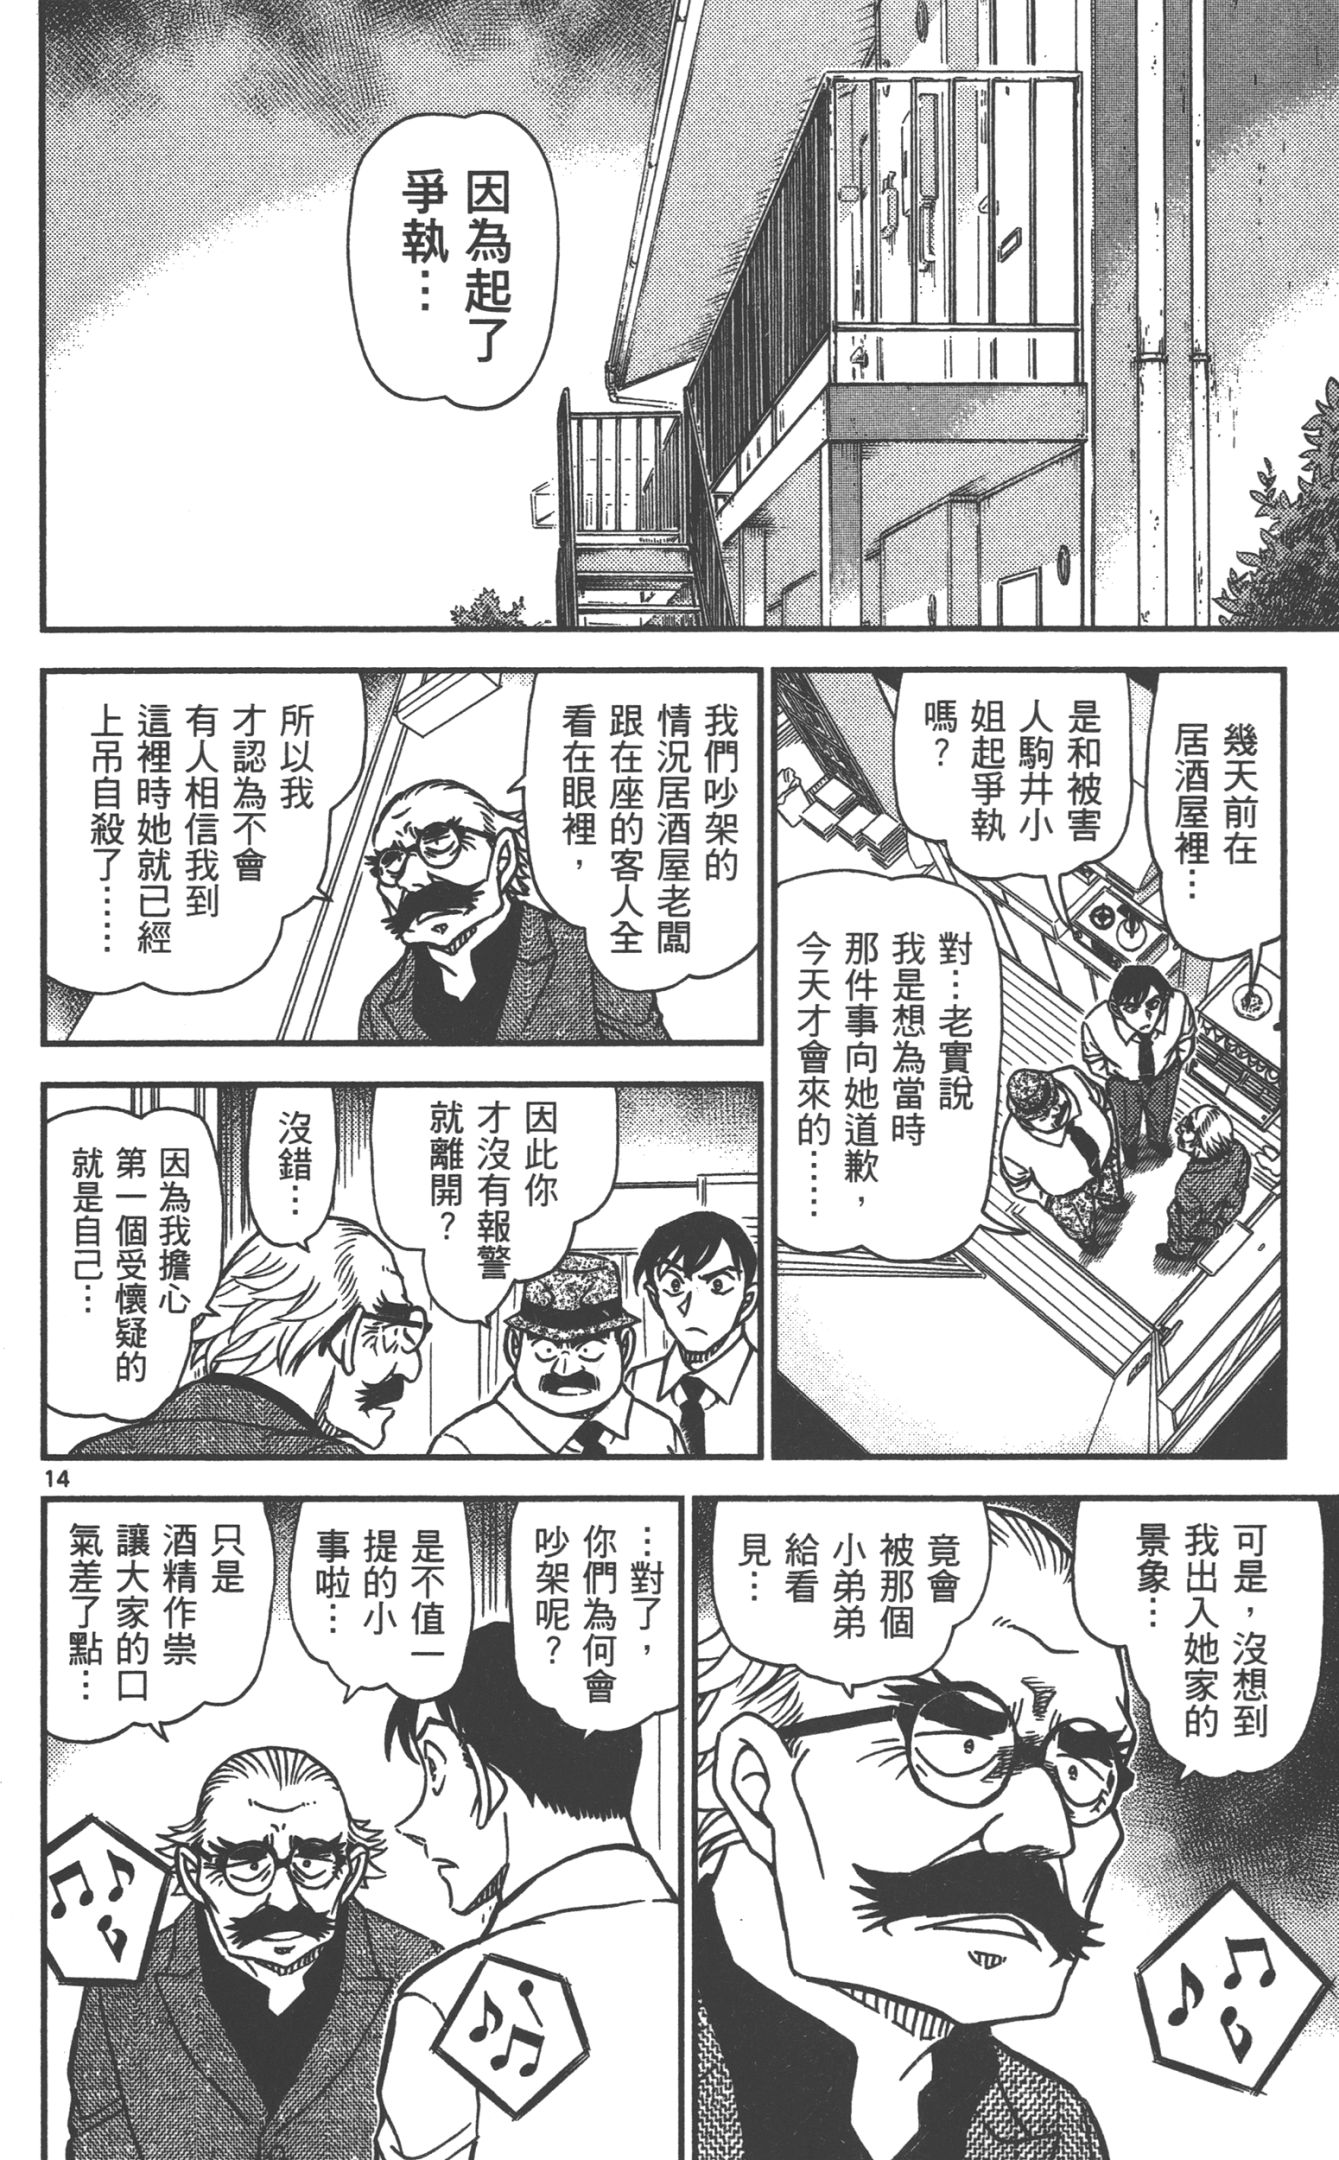 因為起了
爭執…
幾天前在
居酒屋裡…
是和被害
人駒井小
姐起爭執
嗎？
對…老實說
我是想為當時
那件事向她道歉，
今天才會來的……
我們吵架的
情況居酒屋老闆
跟在座的客人全
看在眼裡，
所以我
才認為不會
有人相信我到
這裡時她就已經
上吊自殺了……
因此你
才沒有報警
就離開？
沒錯…
因為我擔心
第一個受懷疑的
就是自己…
14
可是，沒想到
我出入她家的
景象…
竟會
被那個
小弟弟
給看
見…
…對了，
你們為何會
吵架呢？
是不值一
提的小
事啦…
只是
酒精作祟
讓大家的口
氣差了點…